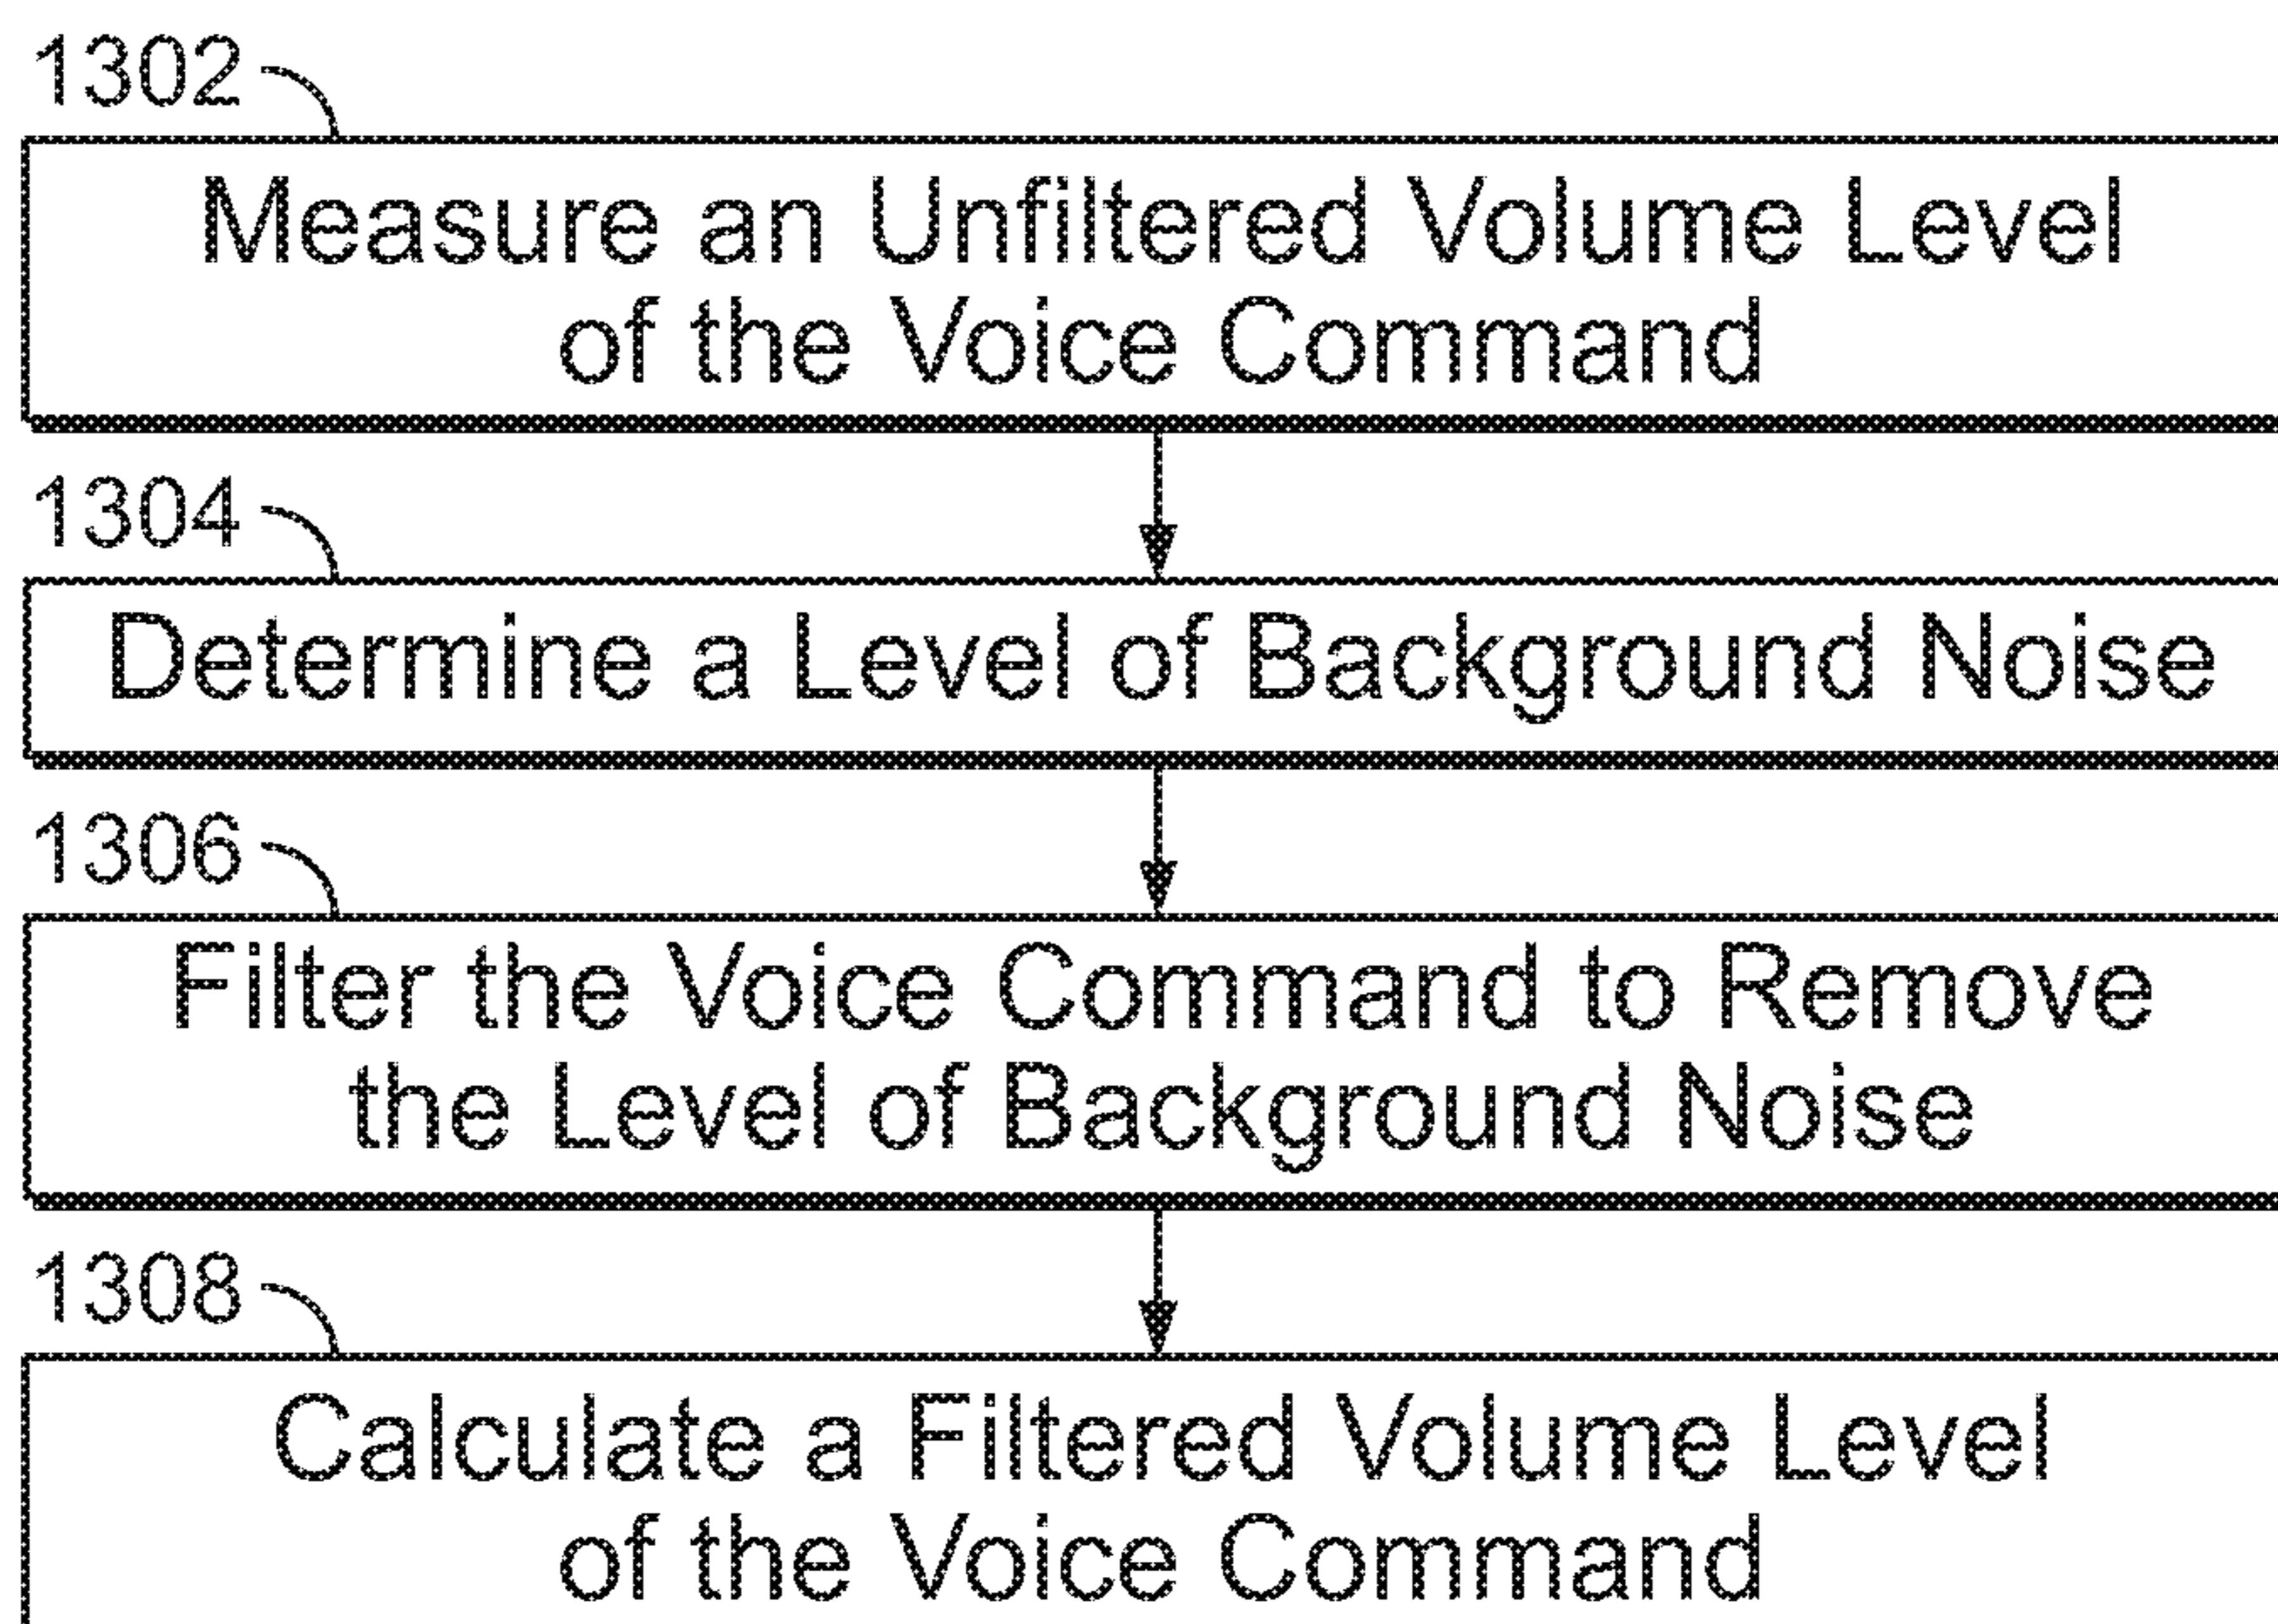 1302
Measure an Unfiltered Volume Level
of the Voice Command
1304
Determine a Level of Background Noise
1306
Filter the Voice Command to Remove
the Level of Background Noise
1308
Calculate a Filtered Volume Level
of the Voice Command